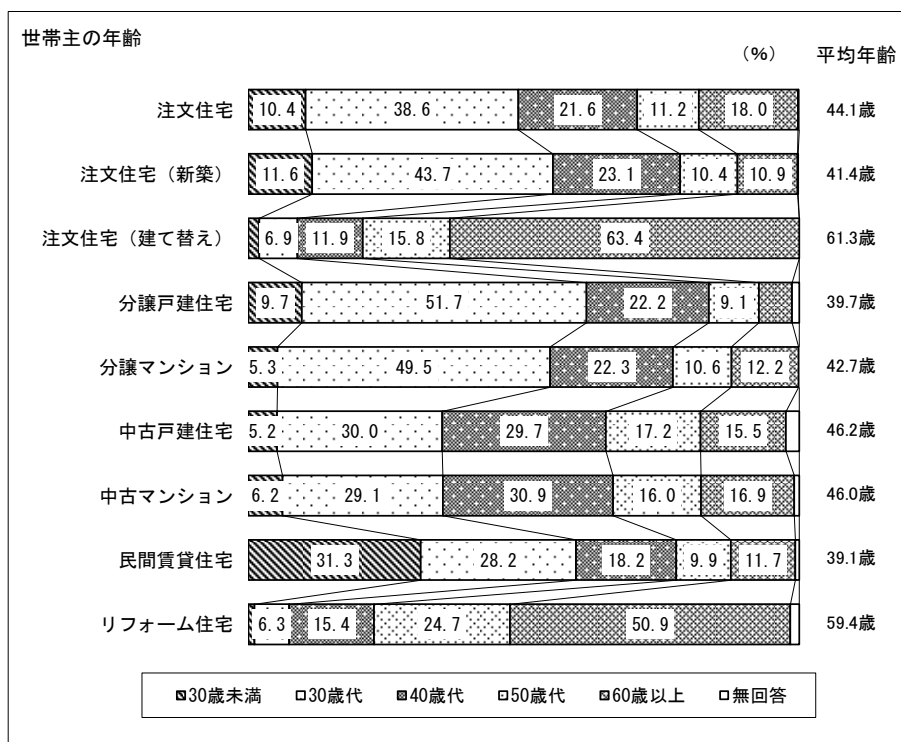 世帯主の年齢
（%） 平均年齢
注文住宅 10.4 38.6 21.6 11.2 18.0 44.1歳
注文住宅（新築） 11.6 43.7 23.1 10.4 10.9 41.4歳
注文住宅（建て替え） 6.9 11.9 15.8 63.4 61.3歳
分譲戸建住宅 9.7 51.7 22.2 9.1 39.7歳
分譲マンション 5.3 49.5 22.3 10.6 12.2 42.7歳
中古戸建住宅 5.2 30.0 29.7 17.2 15.5 46.2歳
中古マンション 6.2 29.1 30.9 16.0 16.9 46.0歳
民間賃貸住宅 31.3 28.2 18.2 9.9 11.7 39.1歳
リフォーム住宅 6.3 15.4 24.7 50.9 59.4歳
30歳未満 30歳代 40歳代 50歳代 60歳以上 無回答